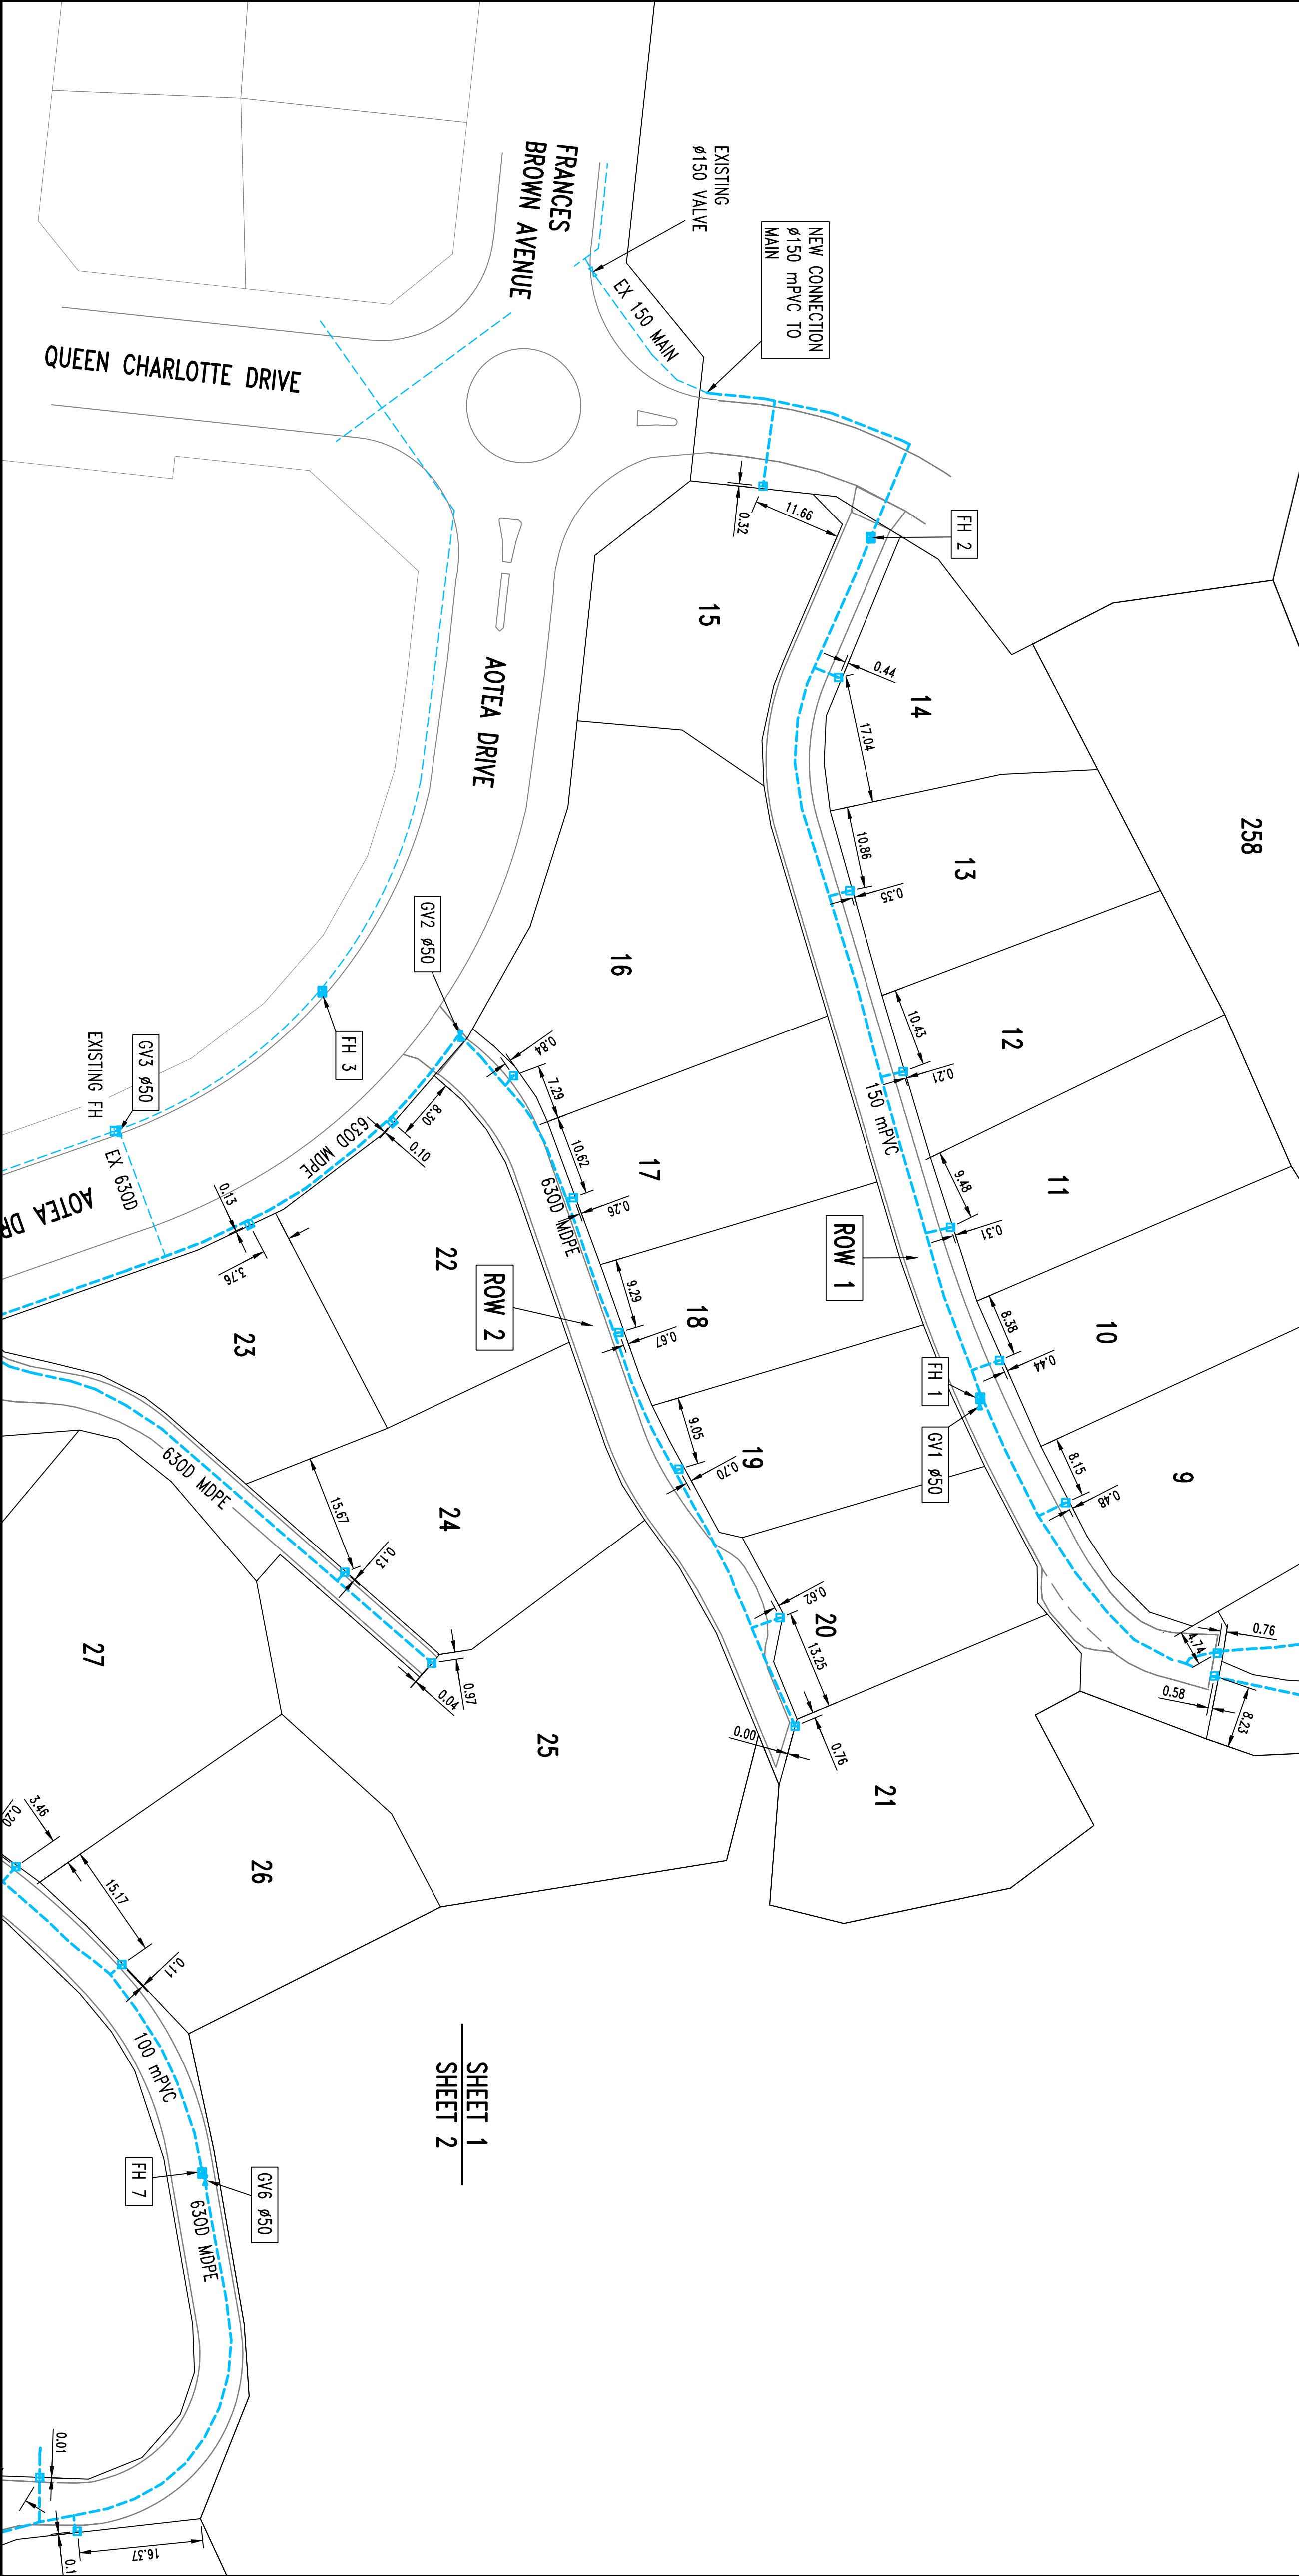 EXISTING
ø150 VALVE
NEW CONNECTION
ø150 mPVC TO
MAIN
FRANCES
BROWN AVENUE
EX 150 MAIN
QUEEN CHARLOTTE DRIVE
AOTEA DRIVE
0.32
11.66
FH 2
15
14
0.44
17.04
258
13
10.86
0.35
12
10.43
0.21
150 mPVC
11
9.48
0.31
ROW 1
10
8.38
0.44
FH 1
GV1 ø50
9
8.15
0.48
4.74
0.76
0.58
8.23
16
GV2 ø50
0.84
7.29
10.62
17
0.26
63OD MDPE
18
9.29
0.67
ROW 2
19
9.05
0.70
20
0.62
13.25
0.76
0.00
21
FH 3
GV3 ø50
EXISTING FH
EX 63OD
AOTEA DR
63OD MDPE
8.30
0.10
0.13
3.76
22
23
24
15.67
0.13
63OD MDPE
0.97
0.04
25
27
26
3.46
0.20
15.17
0.11
100 mPVC
SHEET 1
SHEET 2
FH 7
GV6 ø50
63OD MDPE
0.01
16.37
0.1